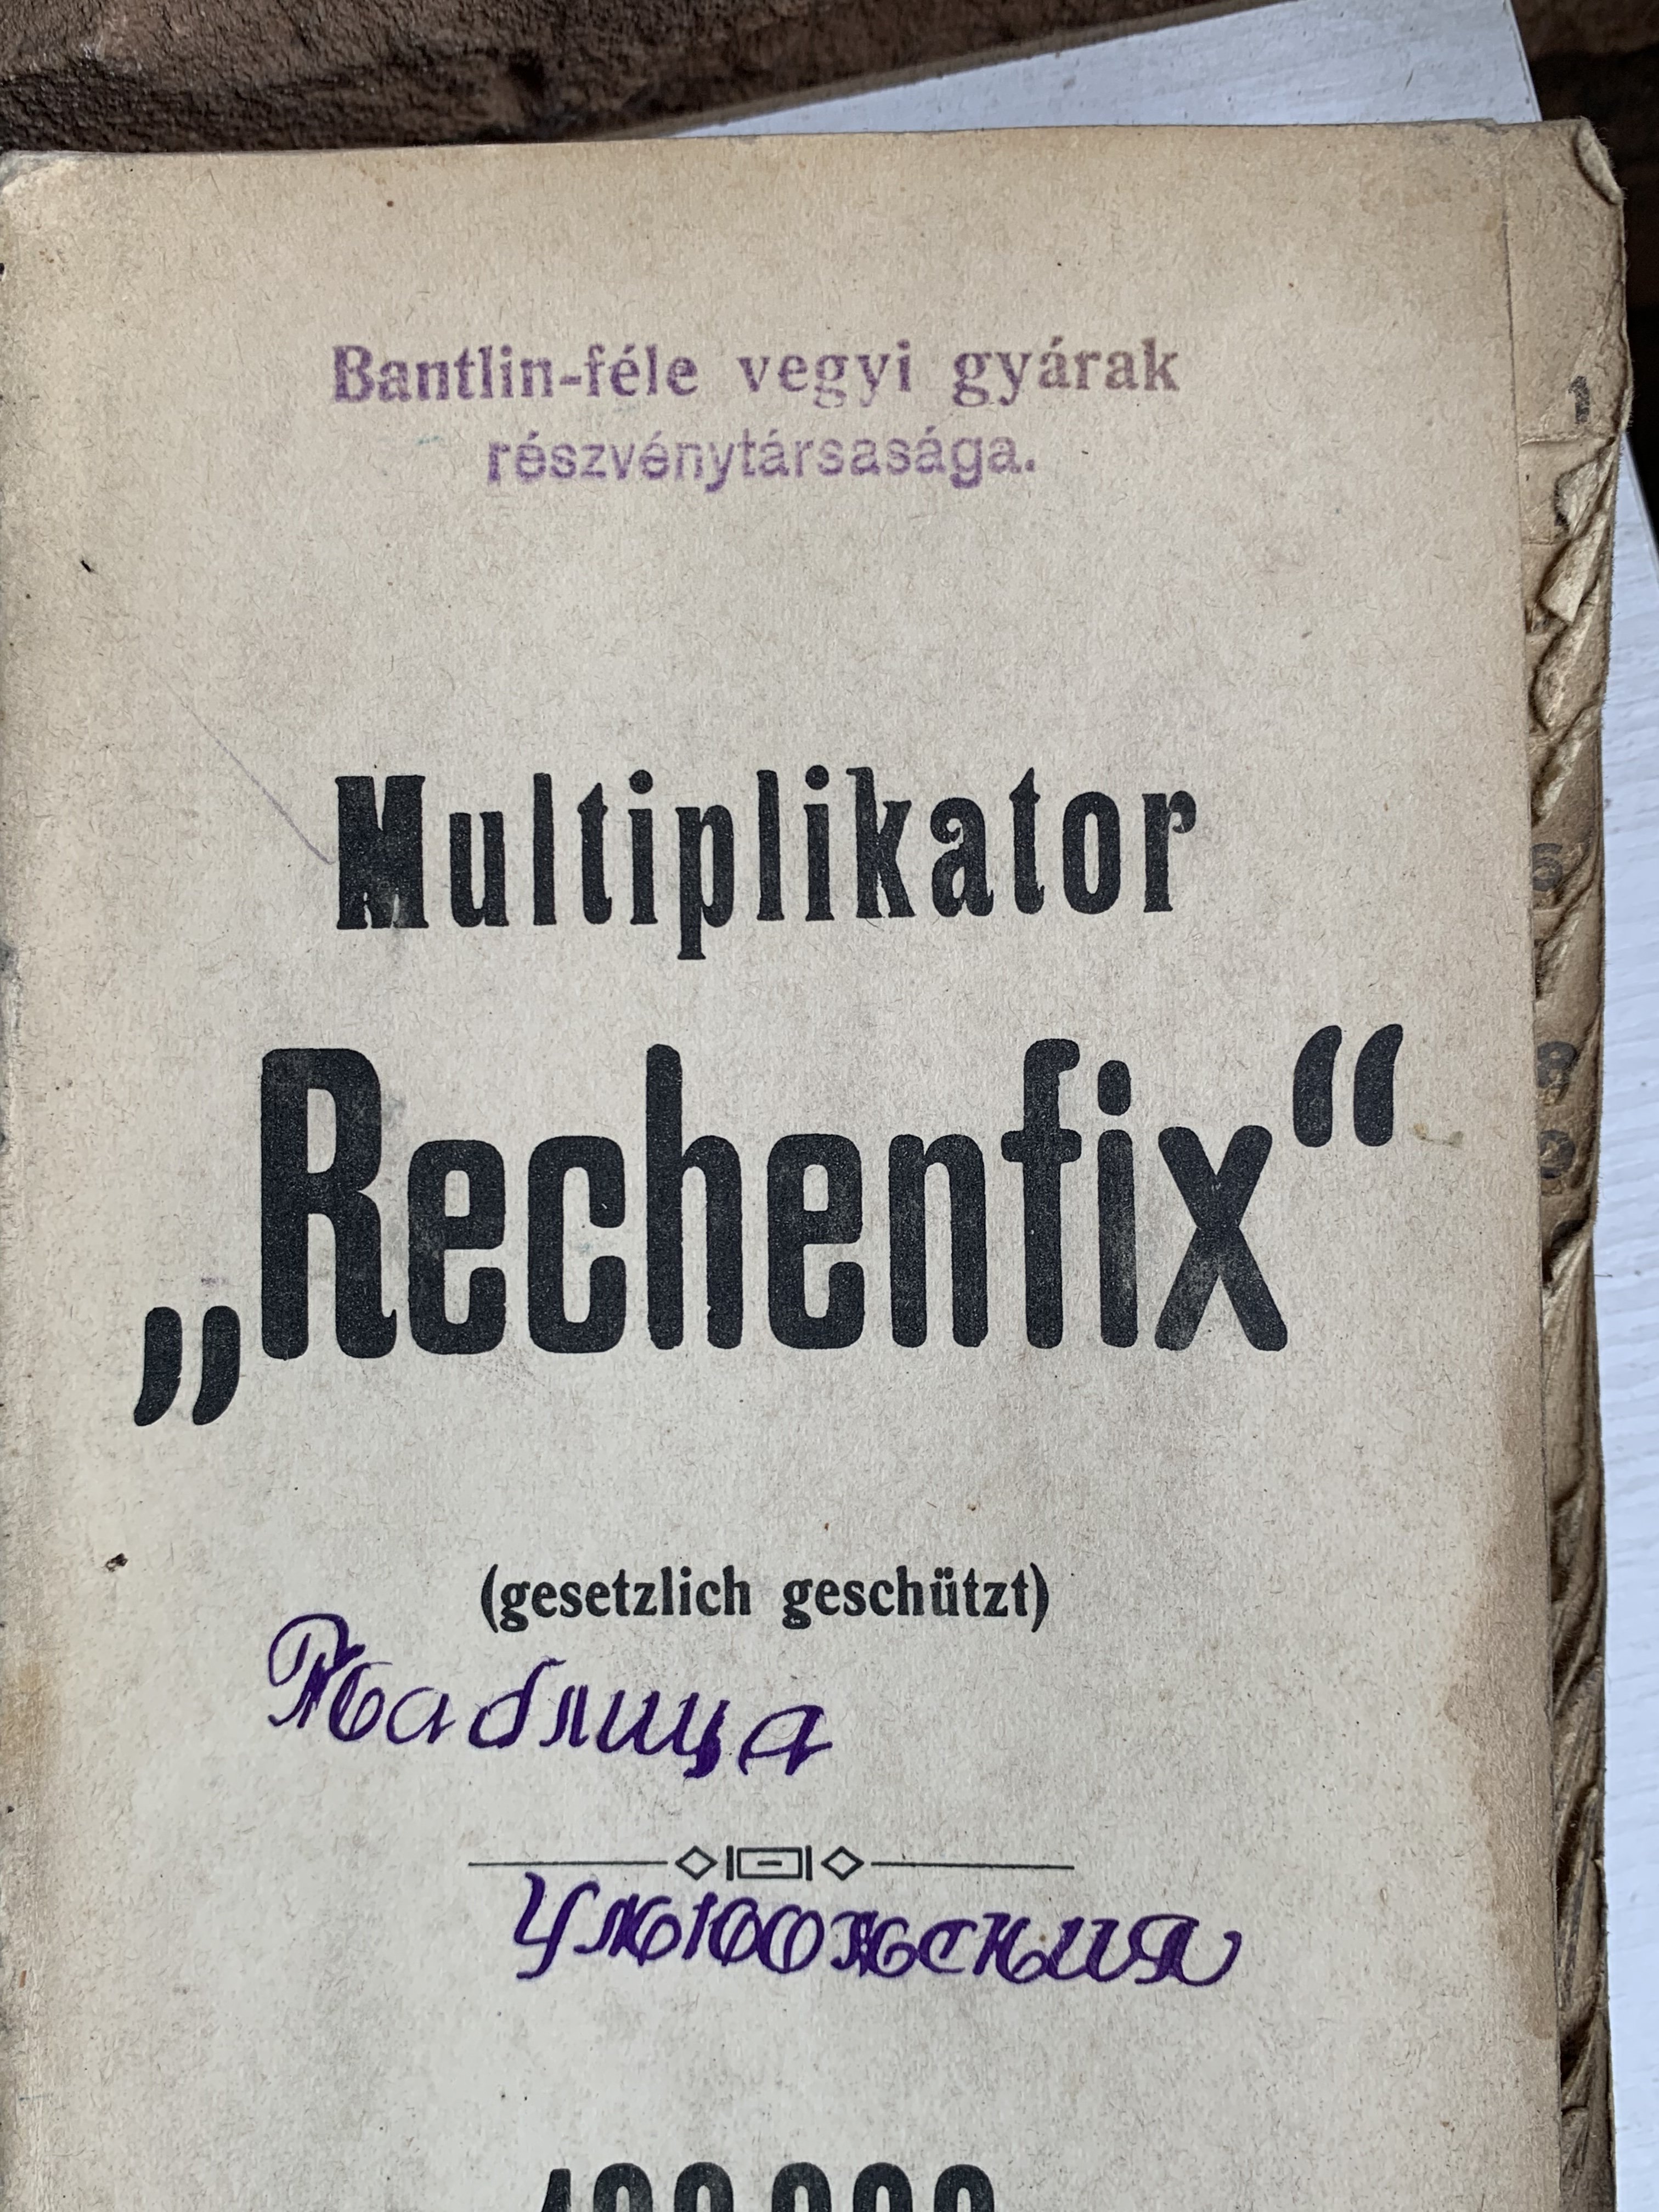 Bantlin-féle vegyi gyárak
részvénytársasága.
Multiplikator
„Rechenfix“
(gesetzlich geschützt)
Таблица
Умножения